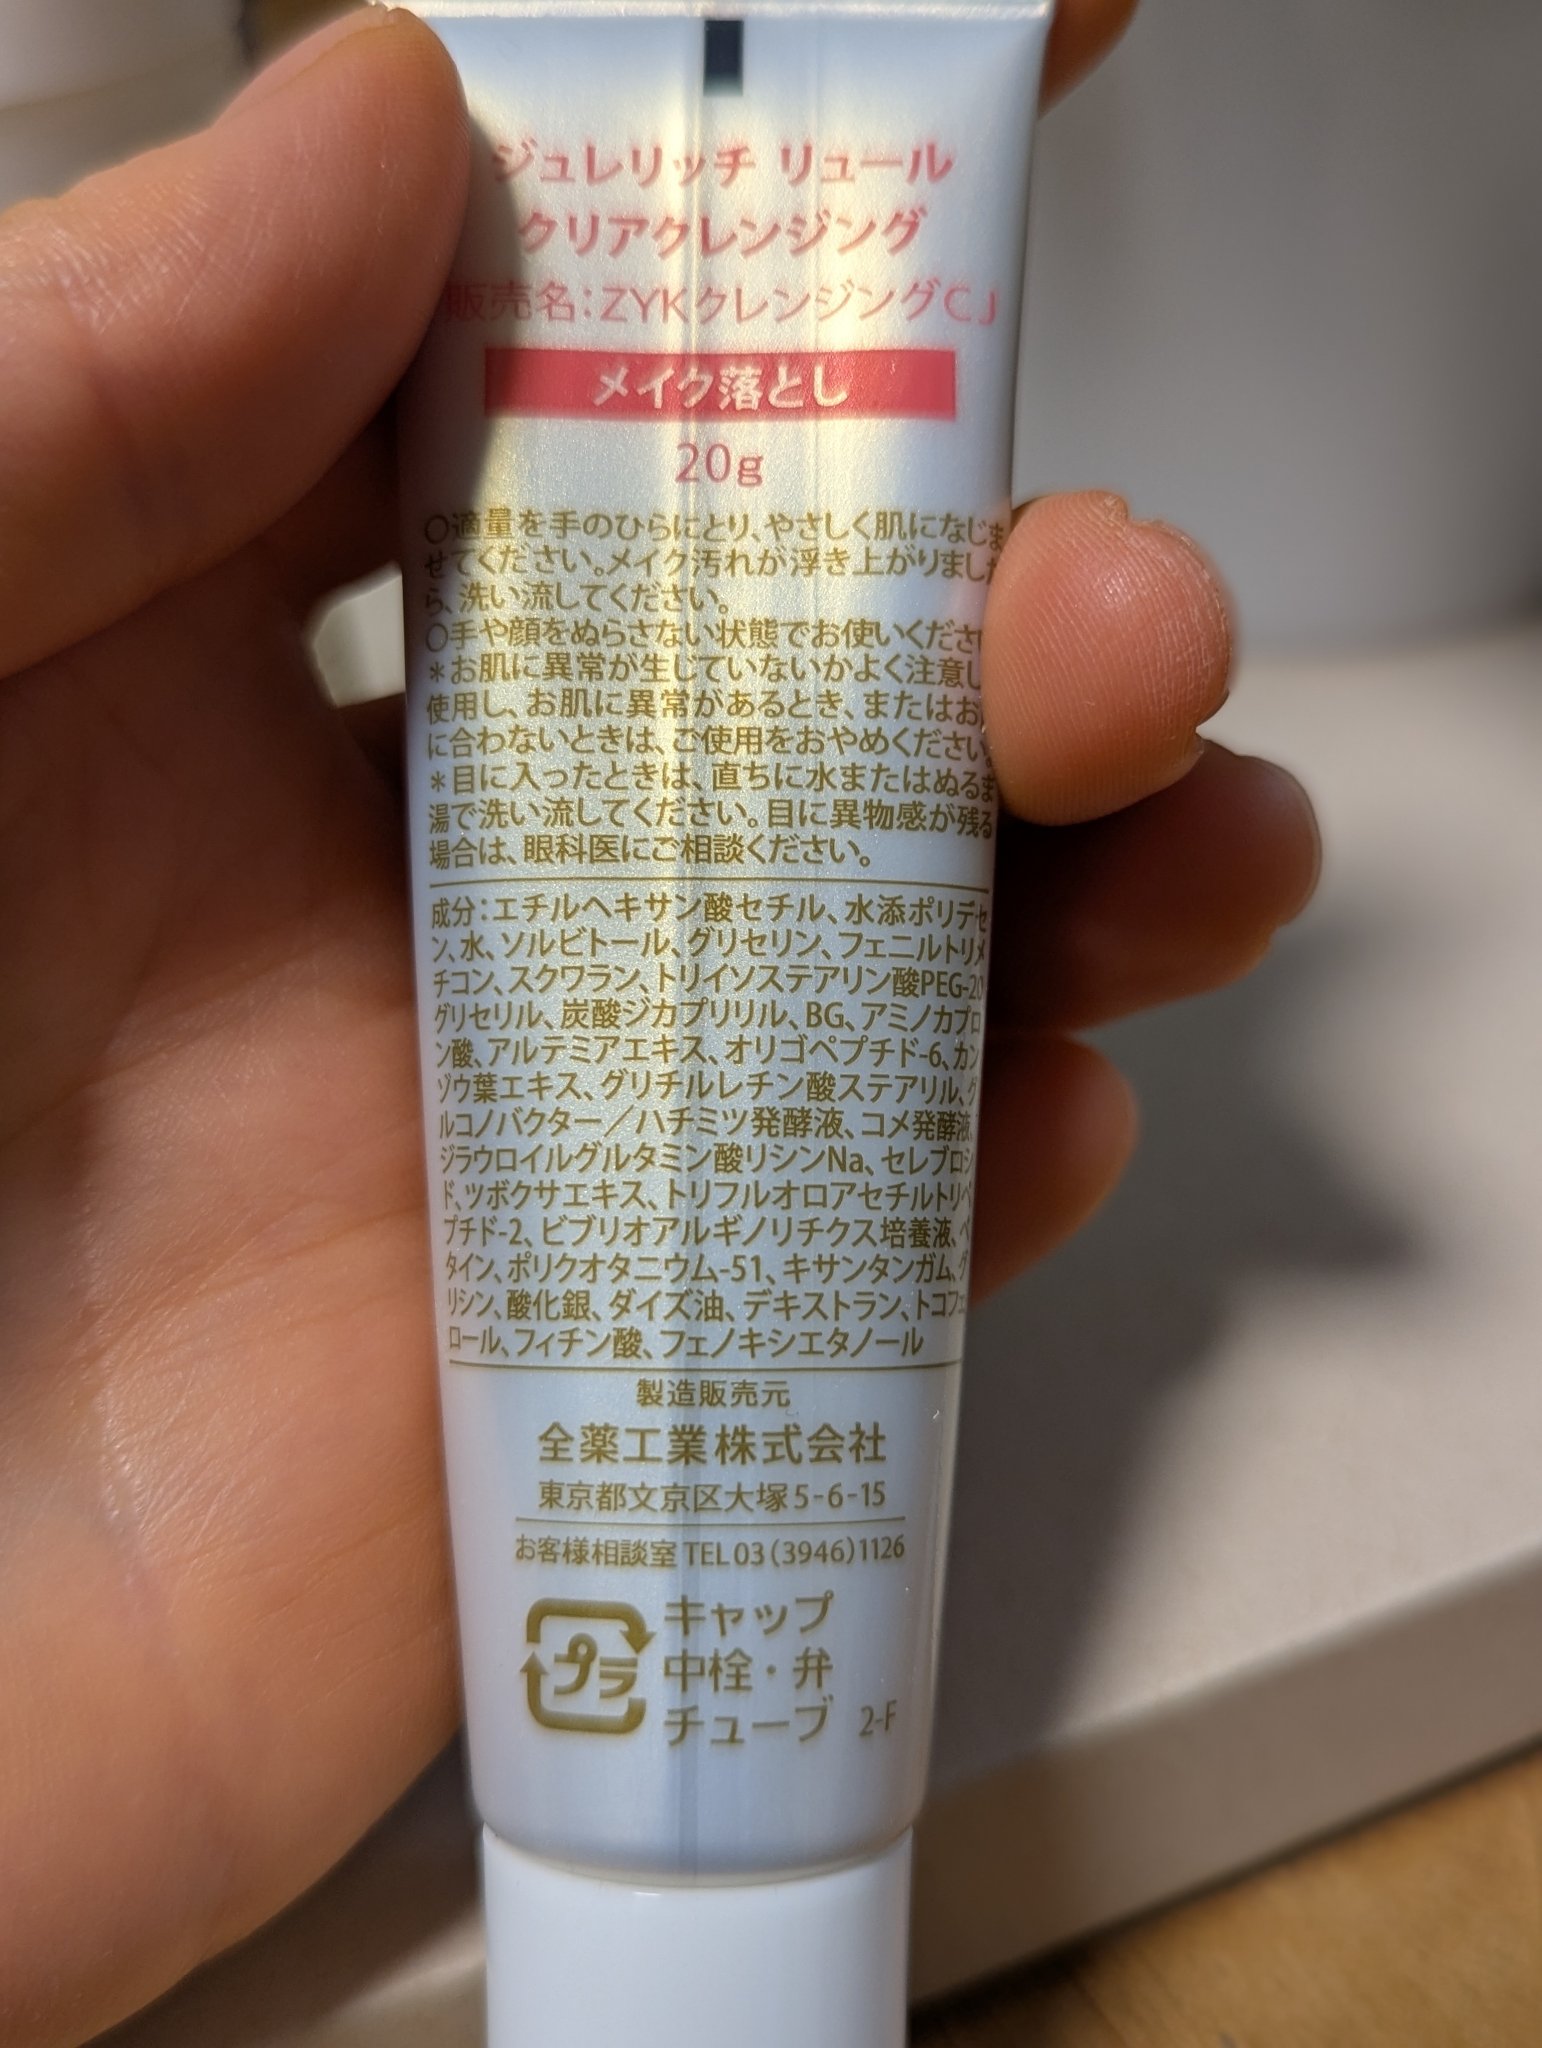 ジュレリッチ リュール
クリアクレンジング
販売名:ZYKクレンジングCJ
メイク落とし
20g
〇適量を手のひらにとり、やさしく肌になじま
せてください。メイク汚れが浮き上がりました
ら、洗い流してください。
〇手や顔をぬらさない状態でお使いくださ
*お肌に異常が生じていないかよく注意し
使用し、お肌に異常があるとき、またはお
に合わないときは、ご使用をおやめください。
*目に入ったときは、直ちに水またはぬるま
湯で洗い流してください。目に異物感が残る
場合は、眼科医にご相談ください。
成分:エチルヘキサン酸セチル、水添ポリデセ
ン、水、ソルビトール、グリセリン、フェニルトリメ
チコン、スクワラン、トリイソステアリン酸PEG-20
グリセリル、炭酸ジカプリリル、BG、アミノカプロ
ン酸、アルテミアエキス、オリゴペプチド-6、カン
ゾウ葉エキス、グリチルレチン酸ステアリル、グ
ルコノバクター/ハチミツ発酵液、コメ発酵液、
ジラウロイルグルタミン酸リシンNa、セレブロシ
ド、ツボクサエキス、トリフルオロアセチルトリペ
プチド-2、ビブリオアルギノリチクス培養液、ベ
タイン、ポリクオタニウム-51、キサンタンガム、グ
リシン、酸化銀、ダイズ油、デキストラン、トコフェ
ロール、フィチン酸、フェノキシエタノール
製造販売元
全薬工業株式会社
東京都文京区大塚5-6-15
お客様相談室 TEL03(3946)1126
プラ
キャップ
中栓・弁
チューブ 2-F